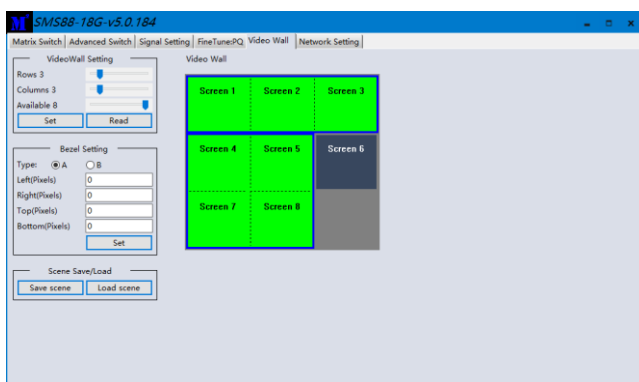 M SMS88-18G-v5.0.184
Matrix Switch Advanced Switch Signal Setting FineTune:PQ Video Wall Network Setting
VideoWall Setting
Rows 3
Columns 3
Available 8
Set Read
Bezel Setting
Type: A B
Left(Pixels) 0
Right(Pixels) 0
Top(Pixels) 0
Bottom(Pixels) 0
Set
Scene Save/Load
Save scene Load scene
Video Wall
Screen 1 Screen 2 Screen 3
Screen 4 Screen 5 Screen 6
Screen 7 Screen 8